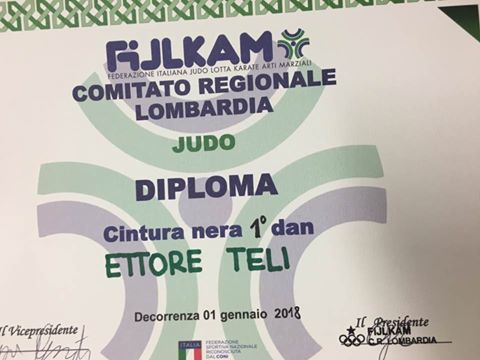 FIJLKAM
FEDERAZIONE ITALIANA JUDO LOTTA KARATE ARTI MARZIALI
COMITATO REGIONALE
LOMBARDIA
JUDO
DIPLOMA
Cintura nera 1° dan
ETTORE TELI
Decorrenza 01 gennaio 2018
Il Vicepresidente
Il Presidente
FIJLKAM
C.R. LOMBARDIA
ITALIA
FEDERAZIONE
SPORTIVA NAZIONALE
RICONOSCIUTA
DAL CONI